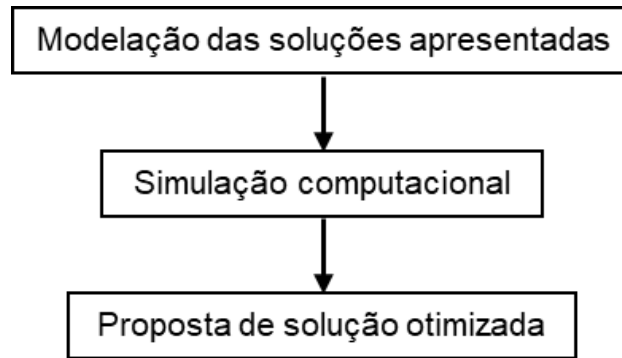 Modelação das soluções apresentadas
Simulação computacional
Proposta de solução otimizada